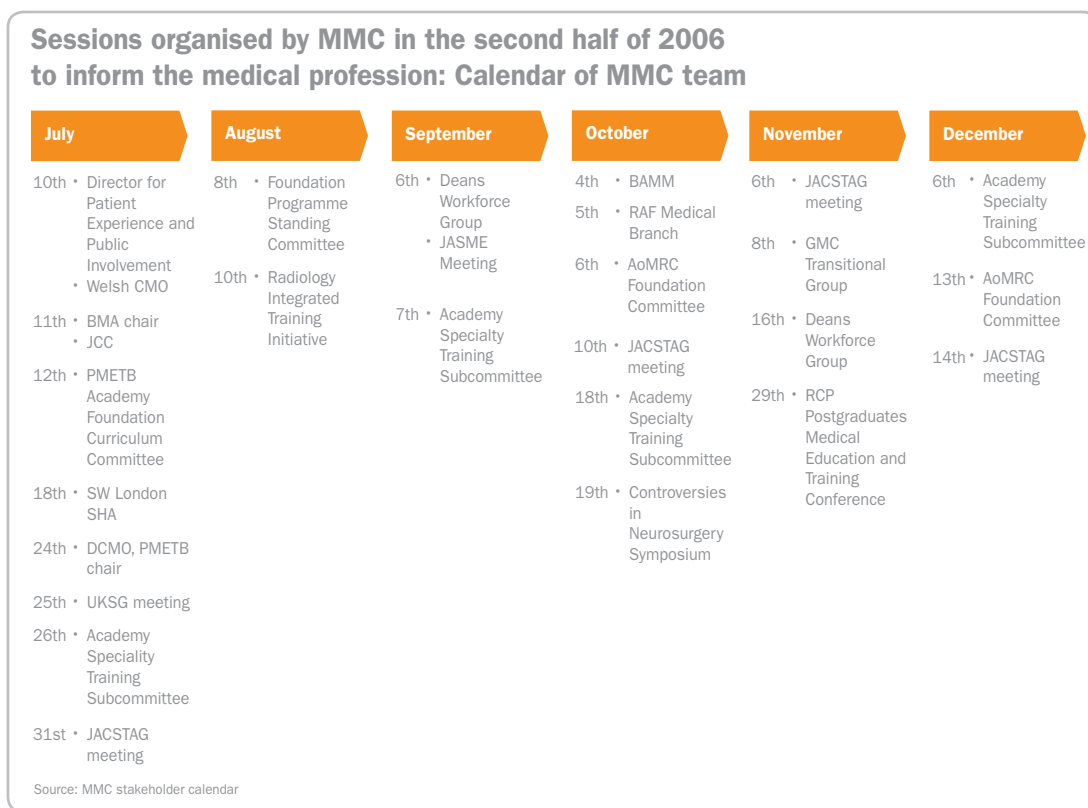 Sessions organised by MMC in the second half of 2006
to inform the medical profession: Calendar of MMC team
July
10th • Director for
Patient
Experience and
Public
Involvement
• Welsh CMO
11th • BMA chair
• JCC
12th • PMETB
Academy
Foundation
Curriculum
Committee
18th • SW London
SHA
24th • DCMO, PMETB
chair
25th • UKSG meeting
26th • Academy
Speciality
Training
Subcommittee
31st • JACSTAG
meeting
August
8th • Foundation
Programme
Standing
Committee
10th • Radiology
Integrated
Training
Initiative
September
6th • Deans
Workforce
Group
• JASME
Meeting
7th • Academy
Specialty
Training
Subcommittee
October
4th • BAMM
5th • RAF Medical
Branch
6th • AoMRC
Foundation
Committee
10th • JACSTAG
meeting
18th • Academy
Specialty
Training
Subcommittee
19th • Controversies
in
Neurosurgery
Symposium
November
6th • JACSTAG
meeting
8th • GMC
Transitional
Group
16th • Deans
Workforce
Group
29th • RCP
Postgraduates
Medical
Education and
Training
Conference
December
6th • Academy
Specialty
Training
Subcommittee
13th • AoMRC
Foundation
Committee
14th • JACSTAG
meeting
Source: MMC stakeholder calendar